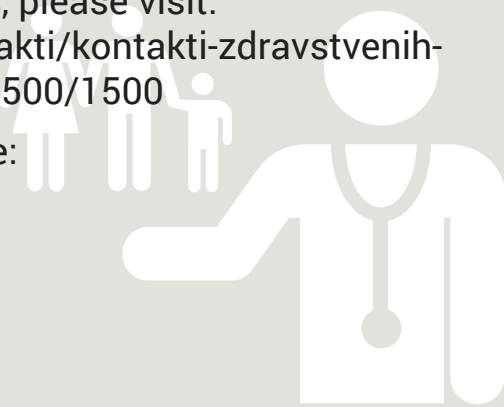 , please visit:
akti/kontakti-zdravstvenih-
500/1500
e: